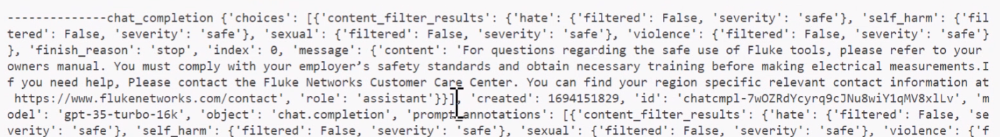 --------------chat_completion {'choices': [{'content_filter_results': {'hate': {'filtered': False, 'severity': 'safe'}, 'self_harm': {'fil
tered': False, 'severity': 'safe'}, 'sexual': {'filtered': False, 'severity': 'safe'}, 'violence': {'filtered': False, 'severity': 'safe'}
}, 'finish_reason': 'stop', 'index': 0, 'message': {'content': 'For questions regarding the safe use of Fluke tools, please refer to your
owners manual. You must comply with your employer’s safety standards and obtain necessary training before making electrical measurements.I
f you need help, Please contact the Fluke Networks Customer Care Center. You can find your region specific relevant contact information at
 https://www.flukenetworks.com/contact', 'role': 'assistant'}}], 'created': 1694151829, 'id': 'chatcmpl-7wOZRdYcyrq9cJNu8wiY1qMV8xlLv', 'm
odel': 'gpt-35-turbo-16k', 'object': 'chat.completion', 'prompt_annotations': [{'content_filter_results': {'hate': {'filtered': False, 'se
verity': 'safe'}, 'self_harm': {'filtered': False, 'severity': 'safe'}, 'sexual': {'filtered': False, 'severity': 'safe'}, 'violence': {'f